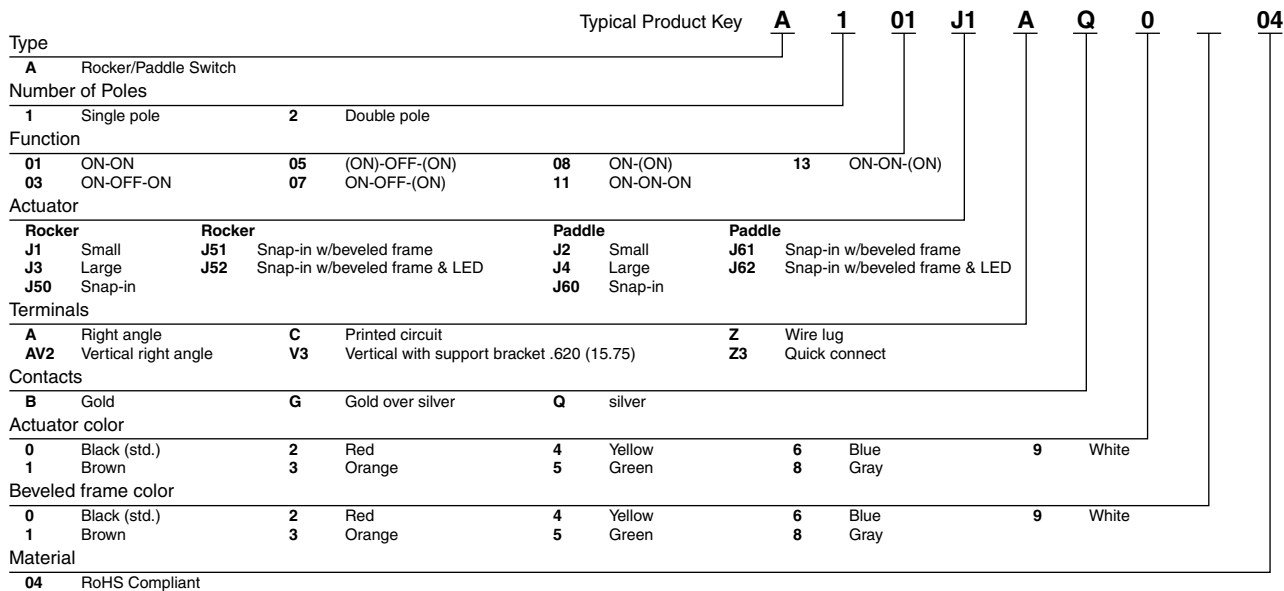 Typical Product Key A 1 01 J1 A Q 0 04
Type
A Rocker/Paddle Switch
Number of Poles
1 Single pole 2 Double pole
Function
01 ON-ON 05 (ON)-OFF-(ON) 08 ON-(ON) 13 ON-ON-(ON)
03 ON-OFF-ON 07 ON-OFF-(ON) 11 ON-ON-ON
Actuator
Rocker Rocker Paddle Paddle
J1 Small J51 Snap-in w/beveled frame J2 Small J61 Snap-in w/beveled frame
J3 Large J52 Snap-in w/beveled frame & LED J4 Large J62 Snap-in w/beveled frame & LED
J50 Snap-in J60 Snap-in
Terminals
A Right angle C Printed circuit Z Wire lug
AV2 Vertical right angle V3 Vertical with support bracket .620 (15.75) Z3 Quick connect
Contacts
B Gold G Gold over silver Q silver
Actuator color
0 Black (std.) 2 Red 4 Yellow 6 Blue 9 White
1 Brown 3 Orange 5 Green 8 Gray
Beveled frame color
0 Black (std.) 2 Red 4 Yellow 6 Blue 9 White
1 Brown 3 Orange 5 Green 8 Gray
Material
04 RoHS Compliant